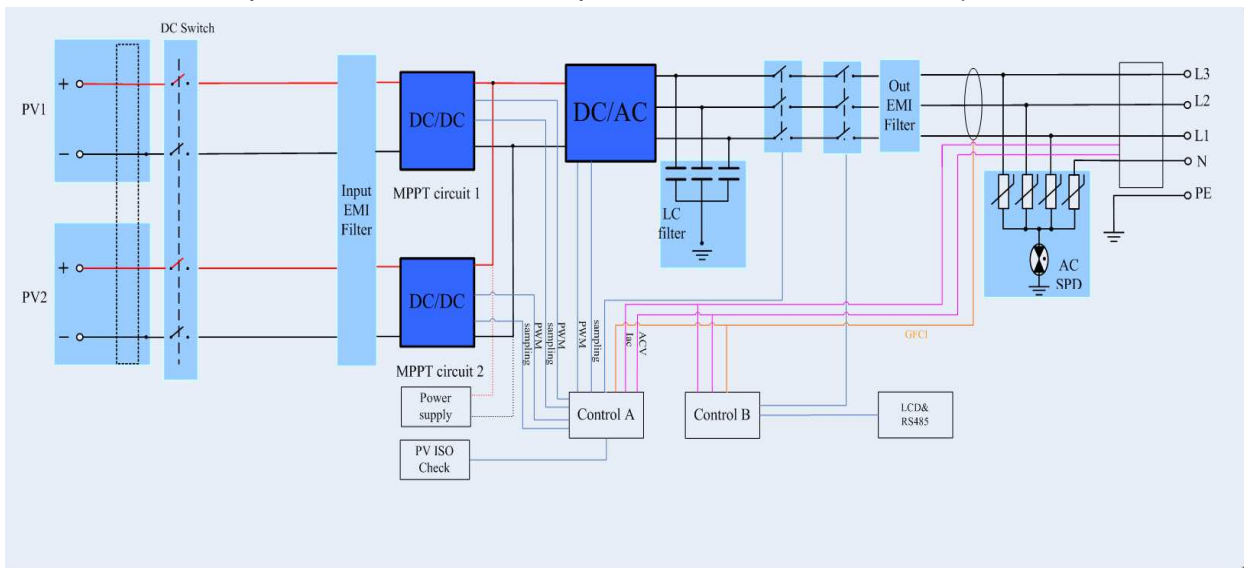 DC Switch
+
PV1
−
+
PV2
−
Input
EMI
Filter
DC/DC
MPPT circuit 1
DC/DC
MPPT circuit 2
DC/AC
LC
filter
Out
EMI
Filter
L3
L2
L1
N
PE
AC
SPD
sampling
PWM
sampling
PWM
PWM
sampling
Iac
ACV
GFCI
Power
supply
PV ISO
Check
Control A
Control B
LCD&
RS485